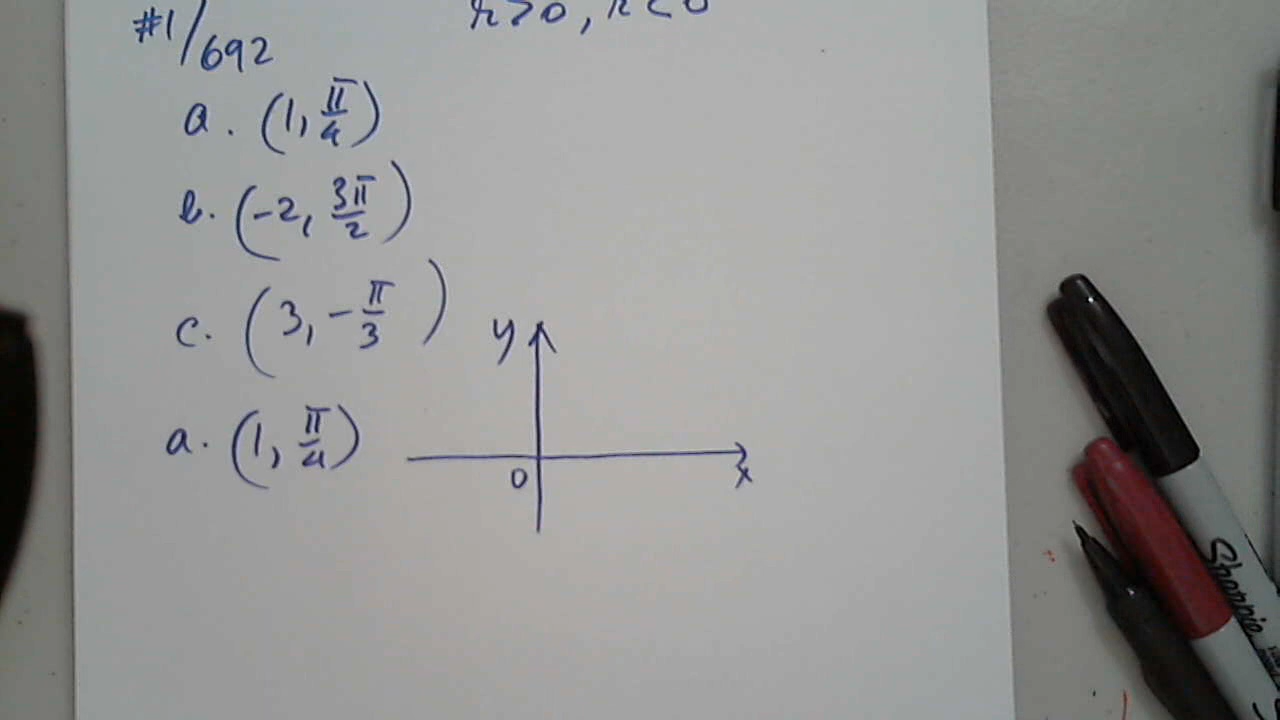 r>0, r<0
#1/692
a. (1, π/4)
b. (-2, 3π/2)
c. (3, -π/3)
y
a. (1, π/4)
0
x
Sharpie